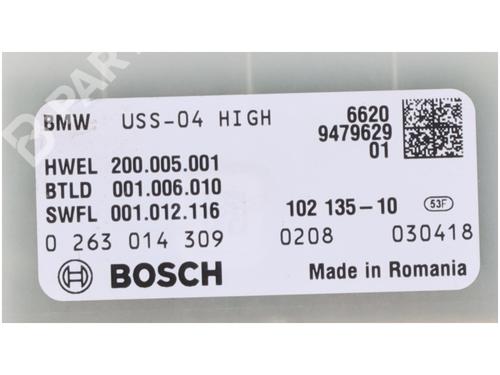 BMW USS-04 HIGH 6620
9479629
01
HWEL 200.005.001
BTLD 001.006.010
SWFL 001.012.116 102 135-10 53F
0 263 014 309 0208 030418
BOSCH Made in Romania
B-PARTS